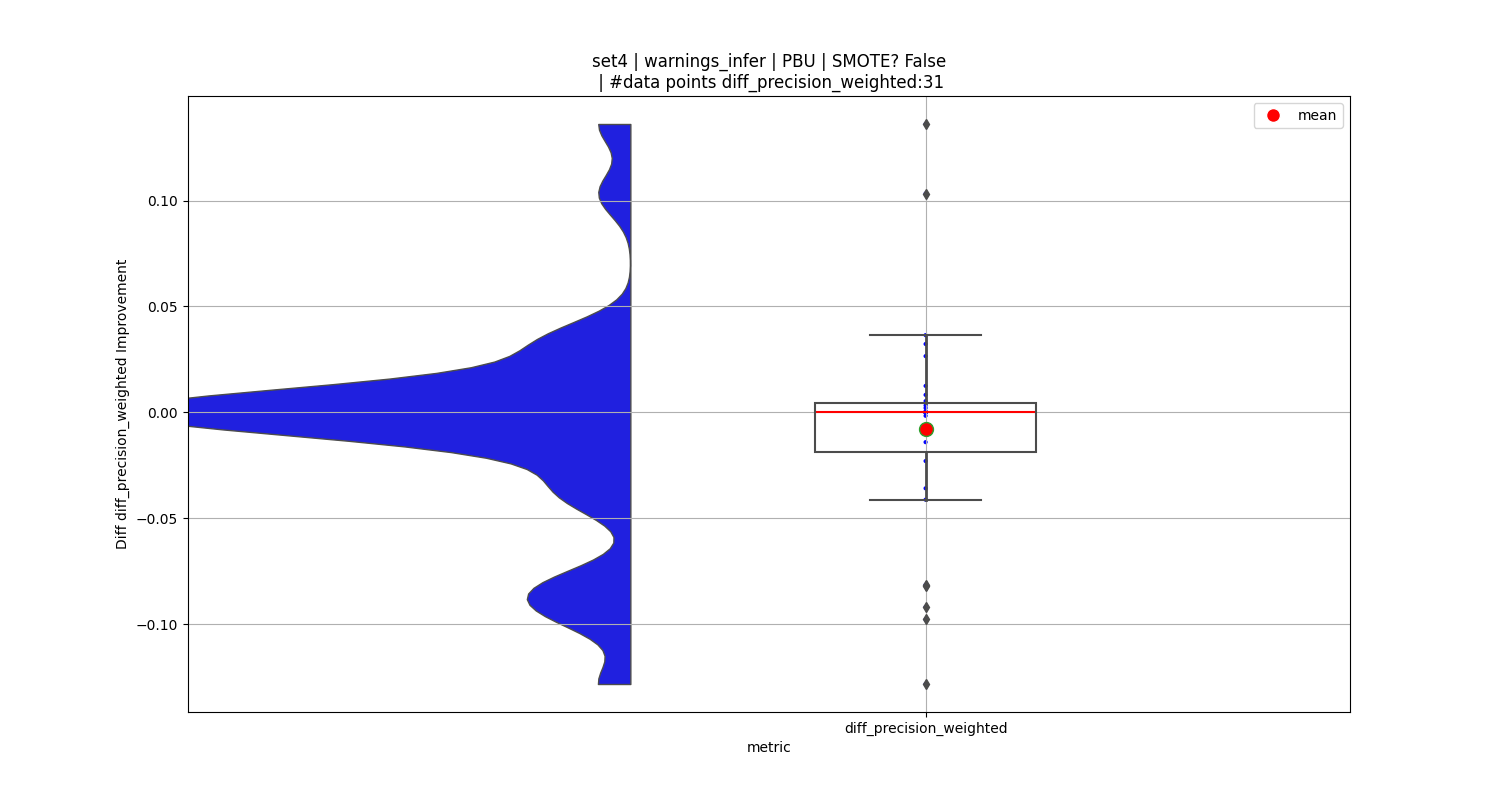 set4 | warnings_infer | PBU | SMOTE? False
| #data points diff_precision_weighted:31
mean
0.10
0.05
0.00
−0.05
−0.10
Diff diff_precision_weighted Improvement
diff_precision_weighted
metric